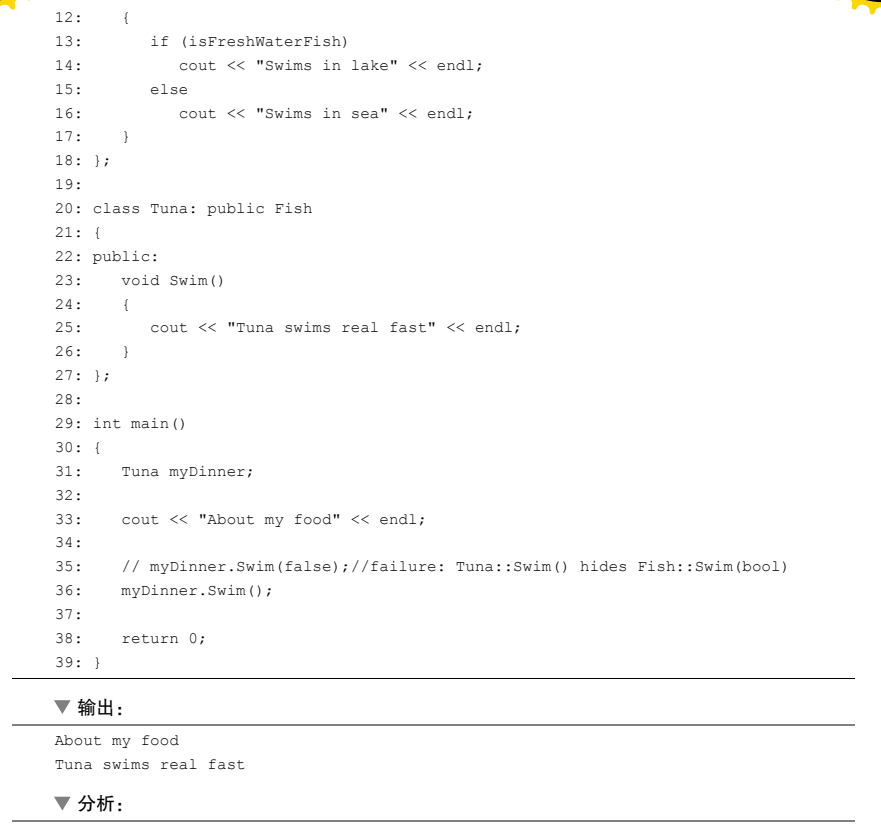 12:    {
13:       if (isFreshWaterFish)
14:          cout << "Swims in lake" << endl;
15:       else
16:          cout << "Swims in sea" << endl;
17:    }
18: };
19:
20: class Tuna: public Fish
21: {
22: public:
23:    void Swim()
24:    {
25:       cout << "Tuna swims real fast" << endl;
26:    }
27: };
28:
29: int main()
30: {
31:    Tuna myDinner;
32:
33:    cout << "About my food" << endl;
34:
35:    // myDinner.Swim(false);//failure: Tuna::Swim() hides Fish::Swim(bool)
36:    myDinner.Swim();
37:
38:    return 0;
39: }
▼ 输出：
About my food
Tuna swims real fast
▼ 分析：